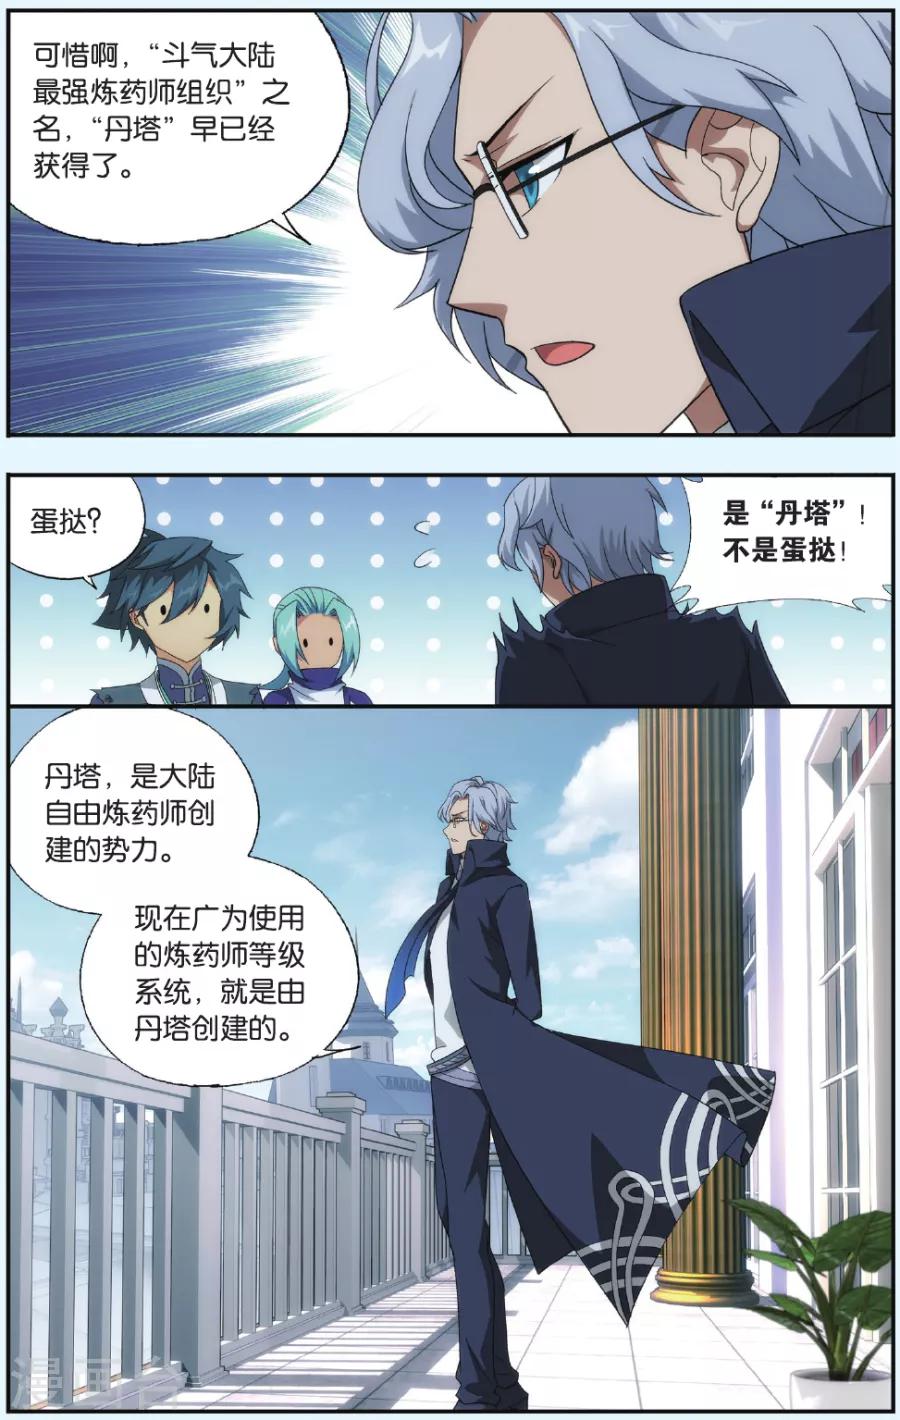 可惜啊，“斗气大陆
最强炼药师组织”之
名，“丹塔”早已经
获得了。
蛋挞？
是“丹塔”！
不是蛋挞！
丹塔，是大陆
自由炼药师创
建的势力。
现在广为使用
的炼药师等级
系统，就是由
丹塔创建的。